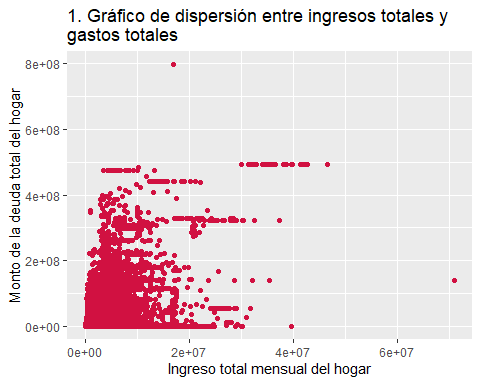 1. Gráfico de dispersión entre ingresos totales y
gastos totales
Monto de la deuda total del hogar
8e+08
6e+08
4e+08
2e+08
0e+00
0e+00 2e+07 4e+07 6e+07
Ingreso total mensual del hogar